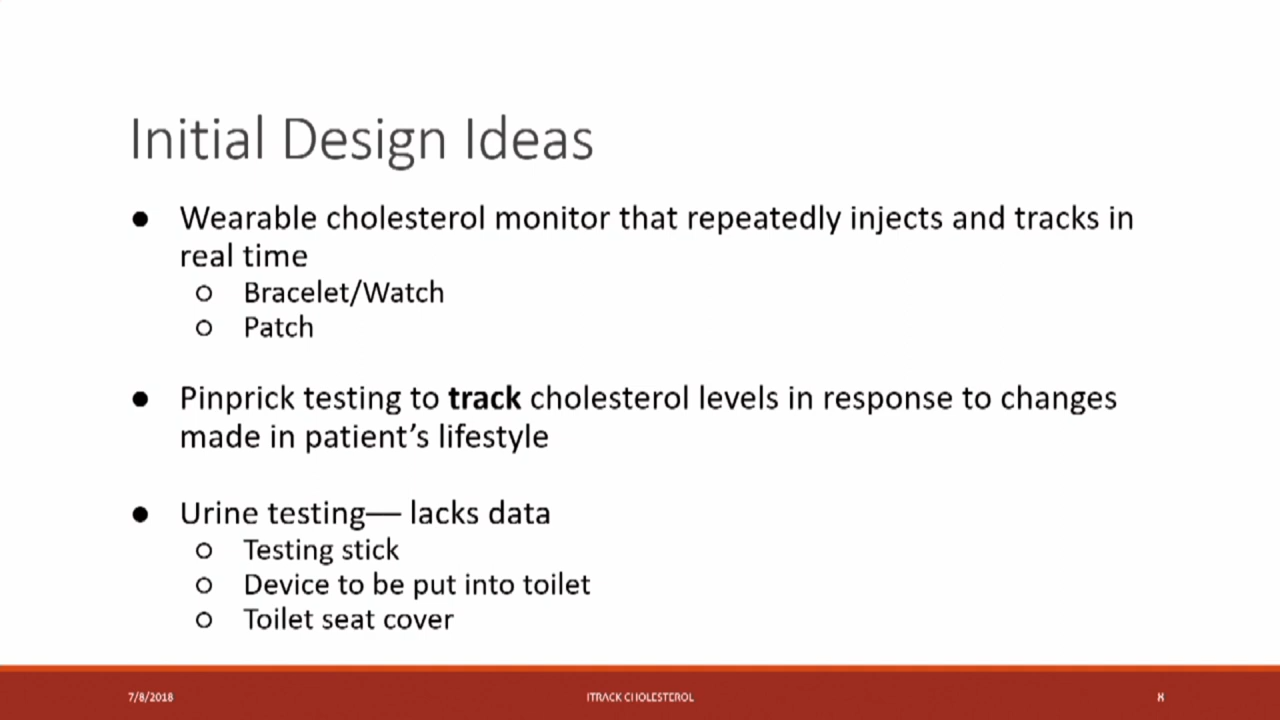 Initial Design Ideas
● Wearable cholesterol monitor that repeatedly injects and tracks in
real time
○ Bracelet/Watch
○ Patch
● Pinprick testing to track cholesterol levels in response to changes
made in patient’s lifestyle
● Urine testing— lacks data
○ Testing stick
○ Device to be put into toilet
○ Toilet seat cover
7/8/2018 ITRACK CHOLESTEROL 8